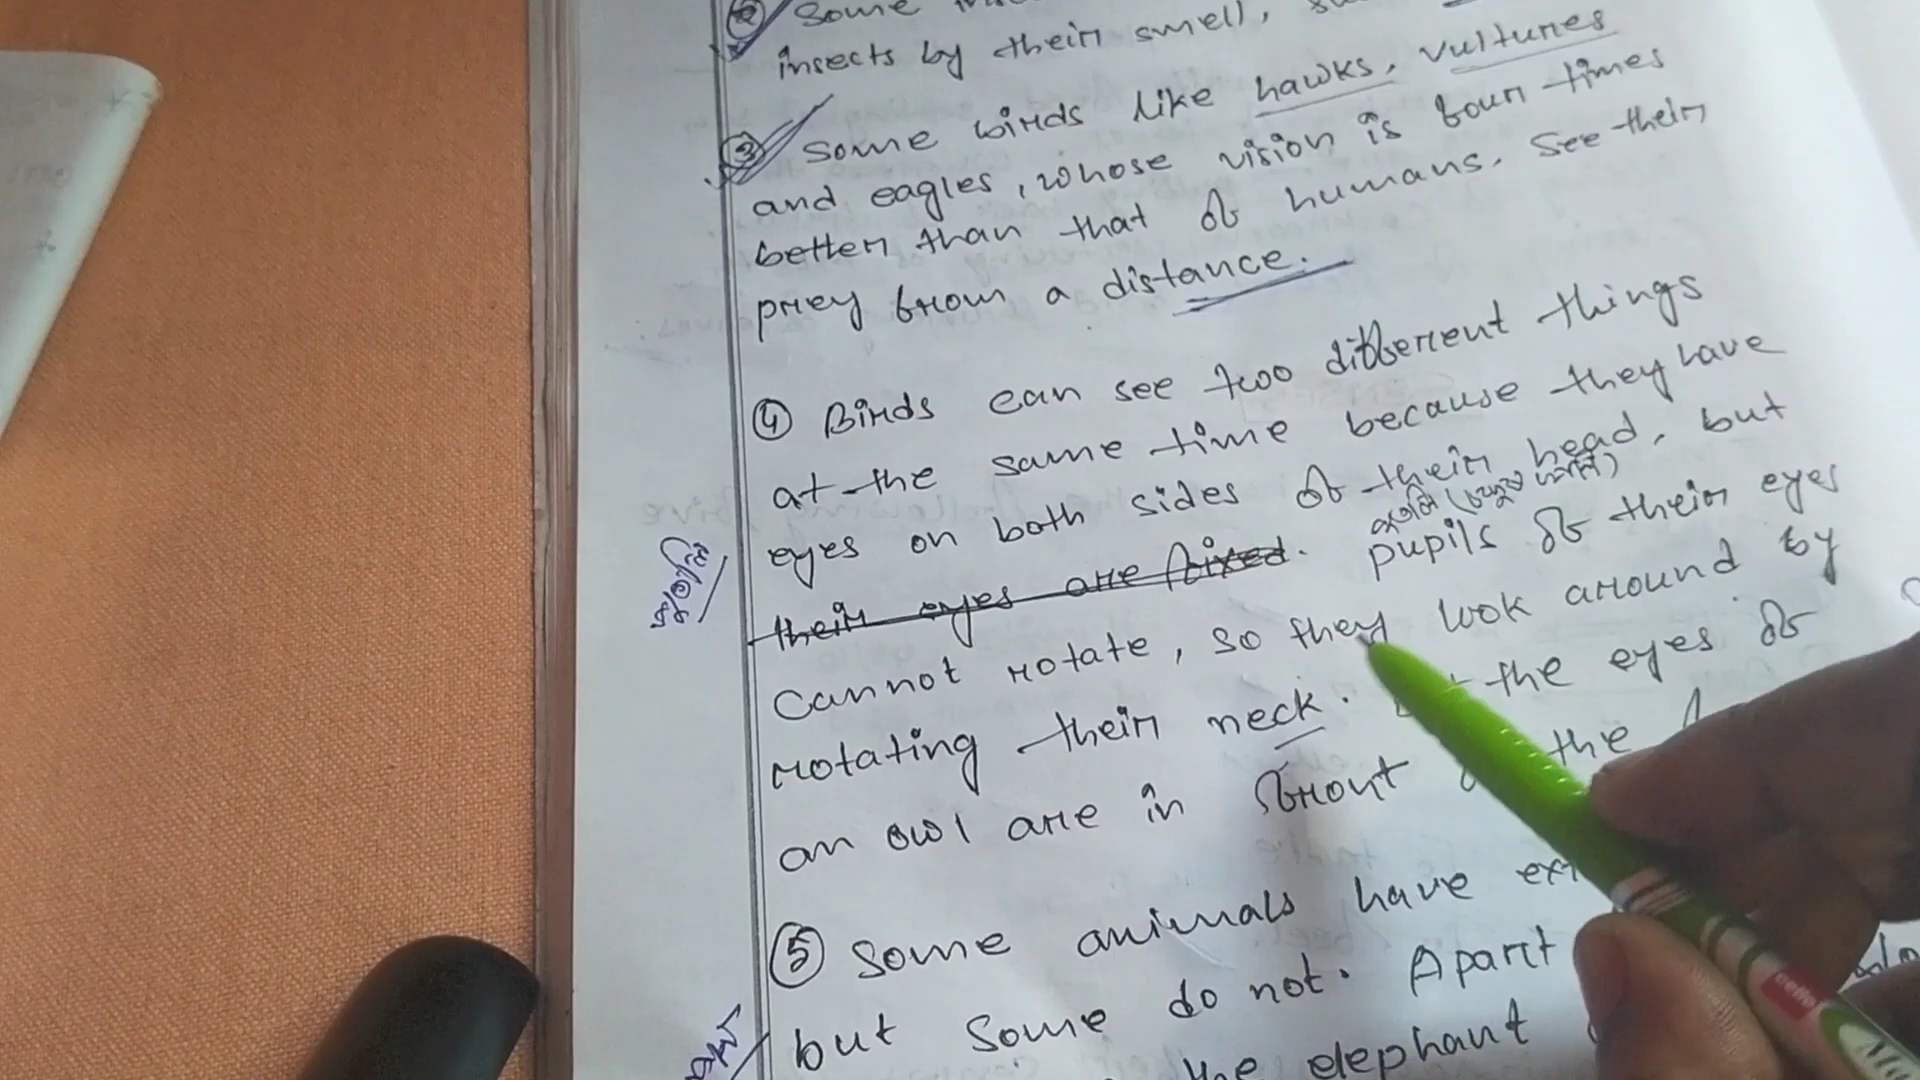 ② Some
insects by their smell,
③ Some birds like hawks, vultures
and eagles, whose vision is four times
better than that of humans. See their
prey from a distance.
④ Birds can see two different things
at the same time because they have
eyes on both sides of their head, but
their eyes are fixed. pupils of their eyes
cannot rotate, so they look around by
rotating their neck. the eyes of
an owl are in front the
⑤ Some animals have
but some do not. Apart
the elephant
cello